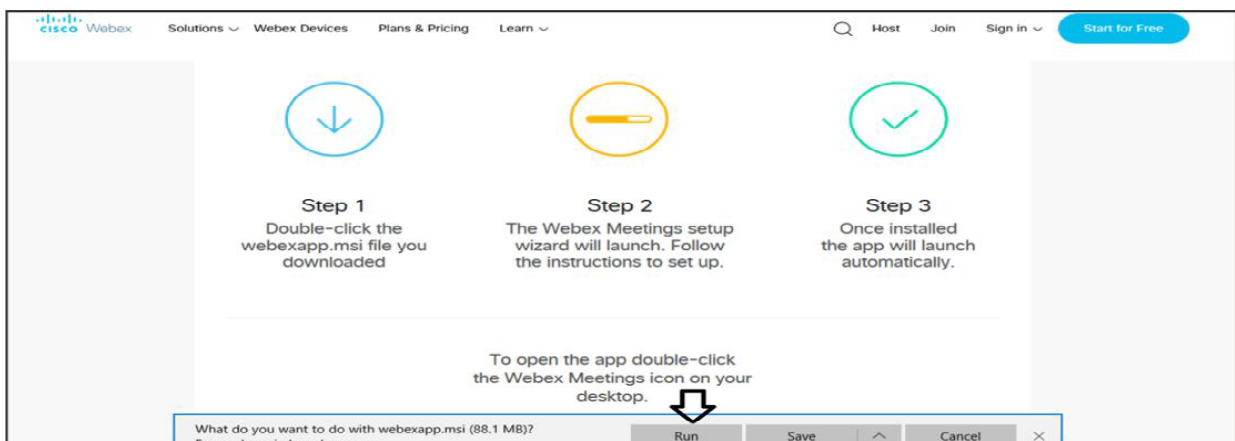 CISCO Webex Solutions Webex Devices Plans & Pricing Learn Host Join Sign in Start for Free
Step 1
Double-click the
webexapp.msi file you
downloaded
Step 2
The Webex Meetings setup
wizard will launch. Follow
the instructions to set up.
Step 3
Once installed
the app will launch
automatically.
To open the app double-click
the Webex Meetings icon on your
desktop.
What do you want to do with webexapp.msi (88.1 MB)?
Run Save Cancel